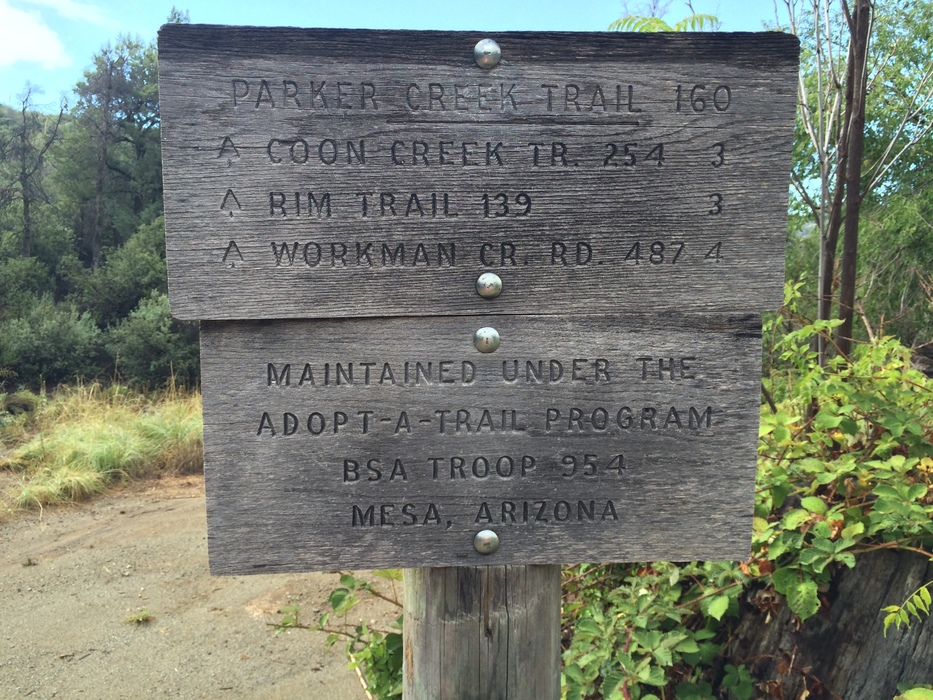 PARKER CREEK TRAIL 160
^ COON CREEK TR. 254 3
^ RIM TRAIL 139 3
^ WORKMAN CR. RD. 487 4
MAINTAINED UNDER THE
ADOPT-A-TRAIL PROGRAM
BSA TROOP 954
MESA, ARIZONA